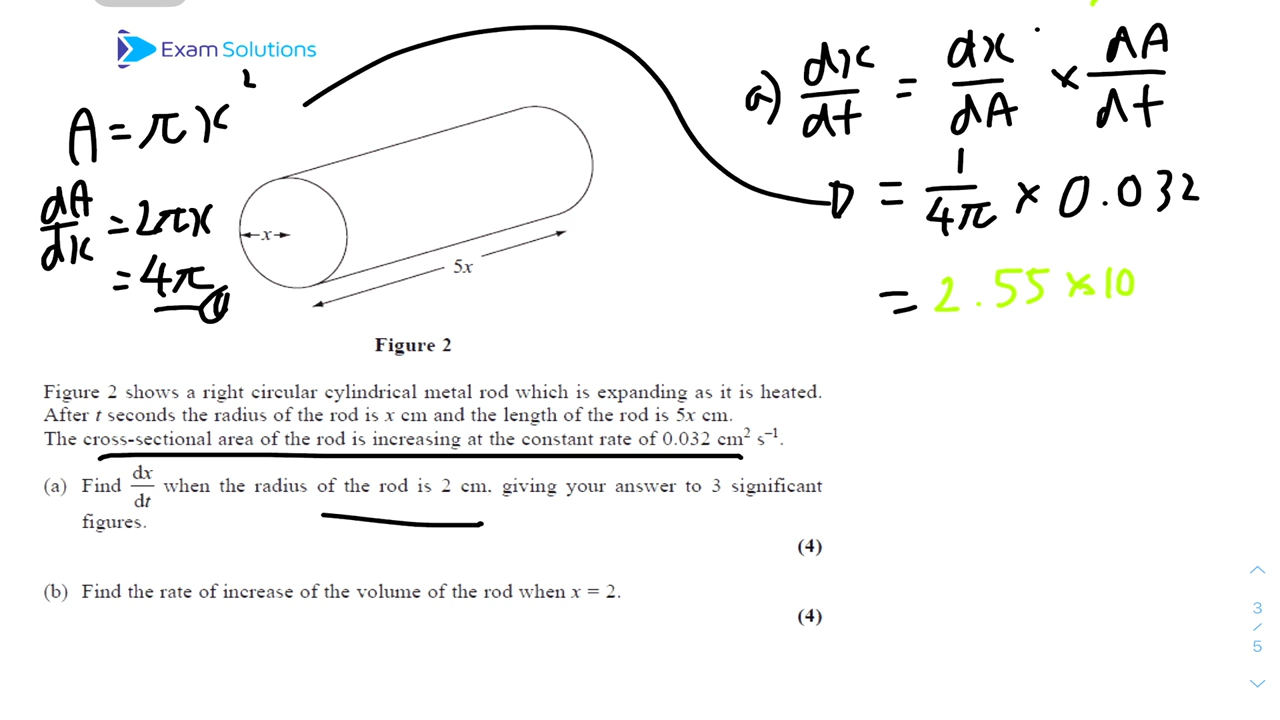 Exam Solutions
A = πx²
dA/dx = 2πx
= 4π
x
5x
a) dx/dt = dx/dA × dA/dt
= 1/4π × 0.032
= 2.55 × 10
Figure 2
Figure 2 shows a right circular cylindrical metal rod which is expanding as it is heated.
After t seconds the radius of the rod is x cm and the length of the rod is 5x cm.
The cross-sectional area of the rod is increasing at the constant rate of 0.032 cm² s⁻¹.
(a) Find dx/dt when the radius of the rod is 2 cm, giving your answer to 3 significant
figures.
(4)
(b) Find the rate of increase of the volume of the rod when x = 2.
(4)
3
/
5